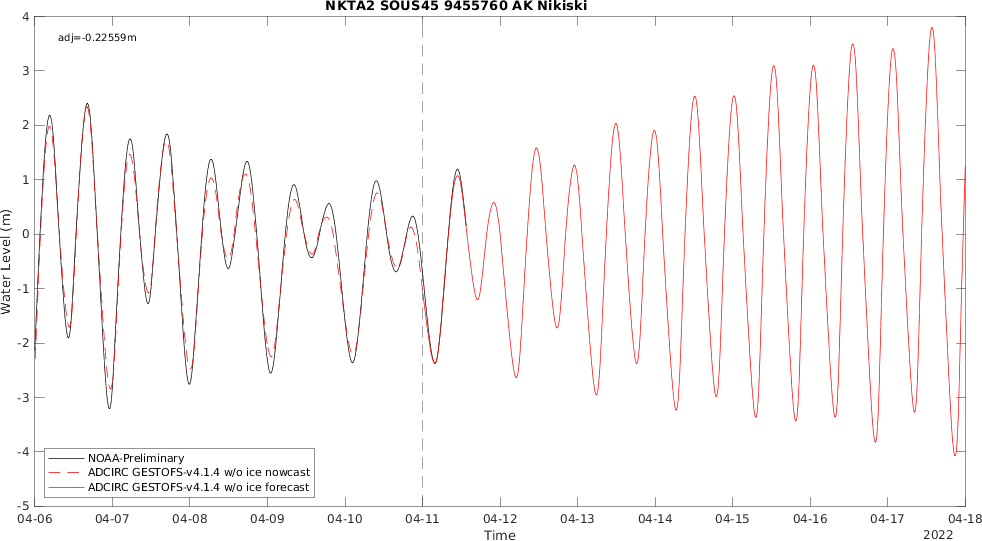 NKTA2 SOUS45 9455760 AK Nikiski
adj=-0.22559m
4
3
2
1
0
-1
-2
-3
-4
-5
Water Level (m)
NOAA-Preliminary
ADCIRC GESTOFS-v4.1.4 w/o ice nowcast
ADCIRC GESTOFS-v4.1.4 w/o ice forecast
04-06 04-07 04-08 04-09 04-10 04-11 04-12 04-13 04-14 04-15 04-16 04-17 04-18
Time
2022